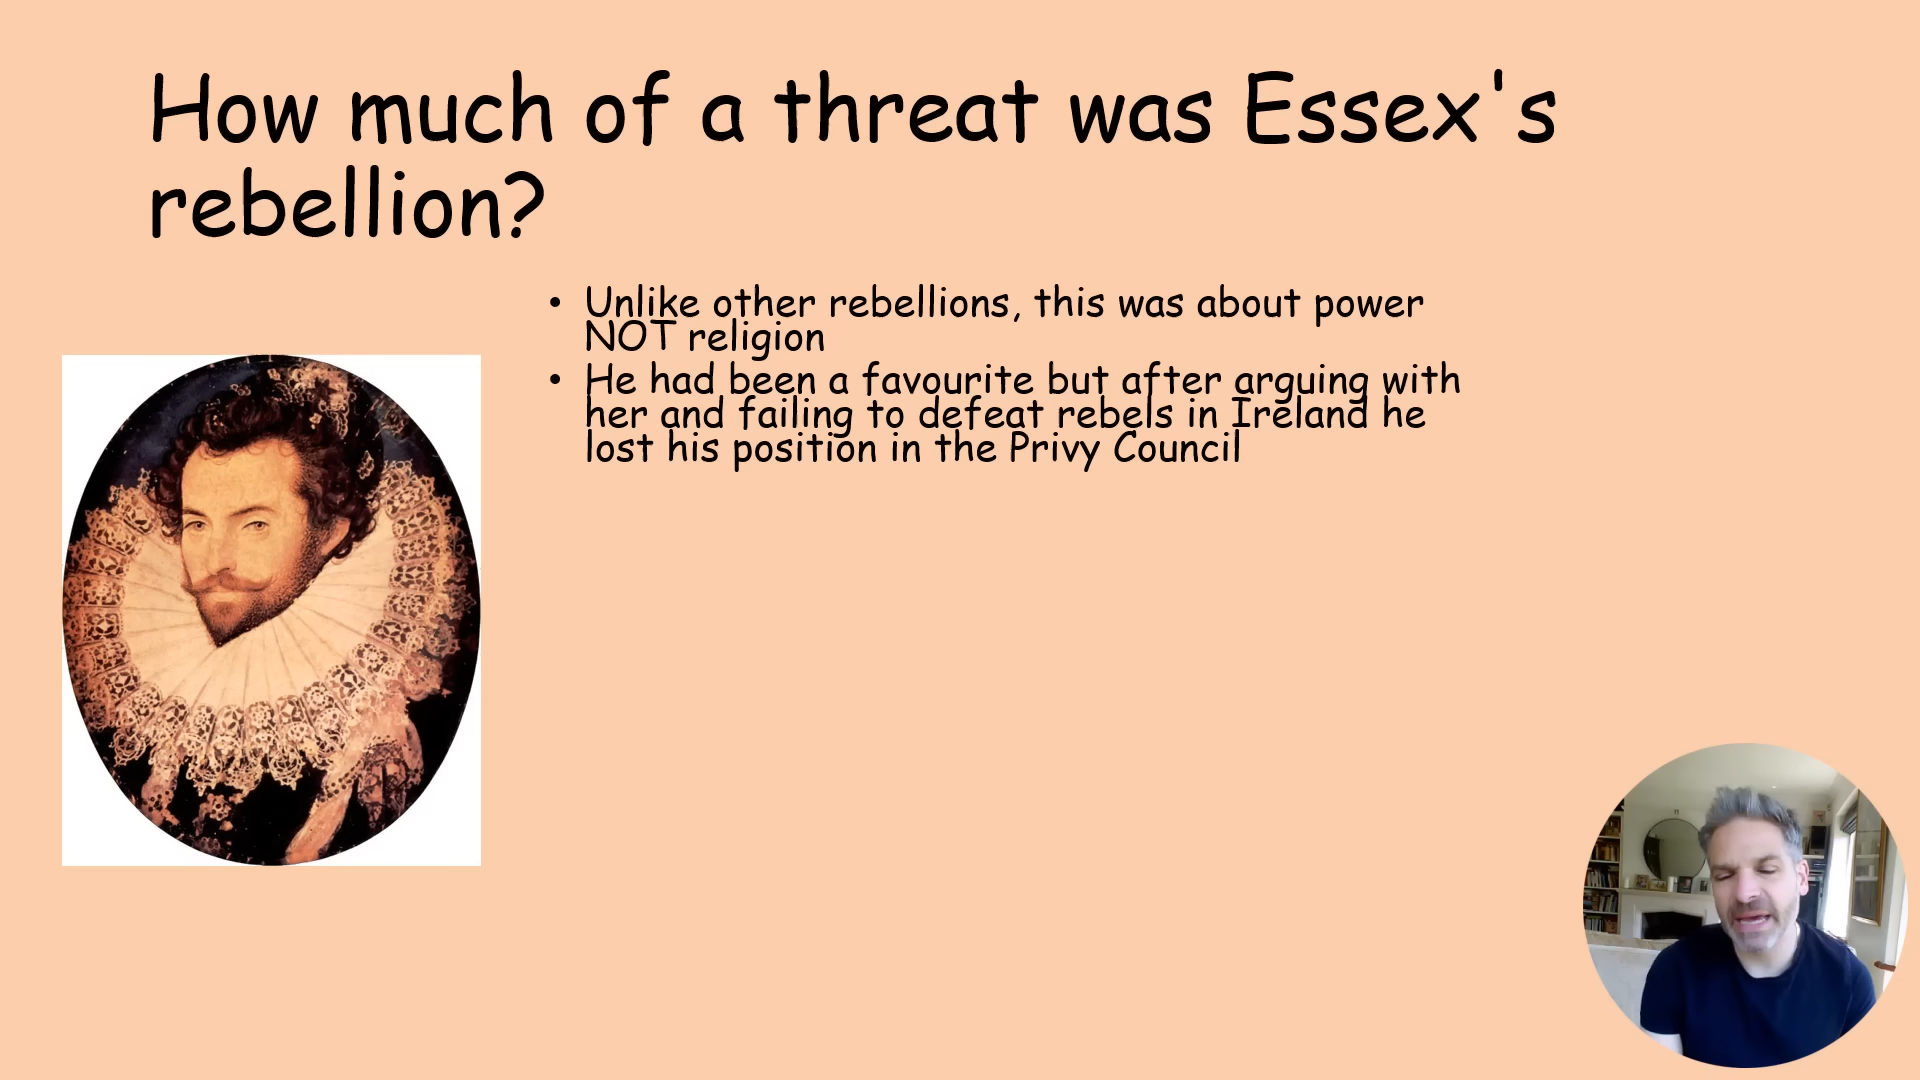 How much of a threat was Essex's
rebellion?
• Unlike other rebellions, this was about power
NOT religion
• He had been a favourite but after arguing with
her and failing to defeat rebels in Ireland he
lost his position in the Privy Council